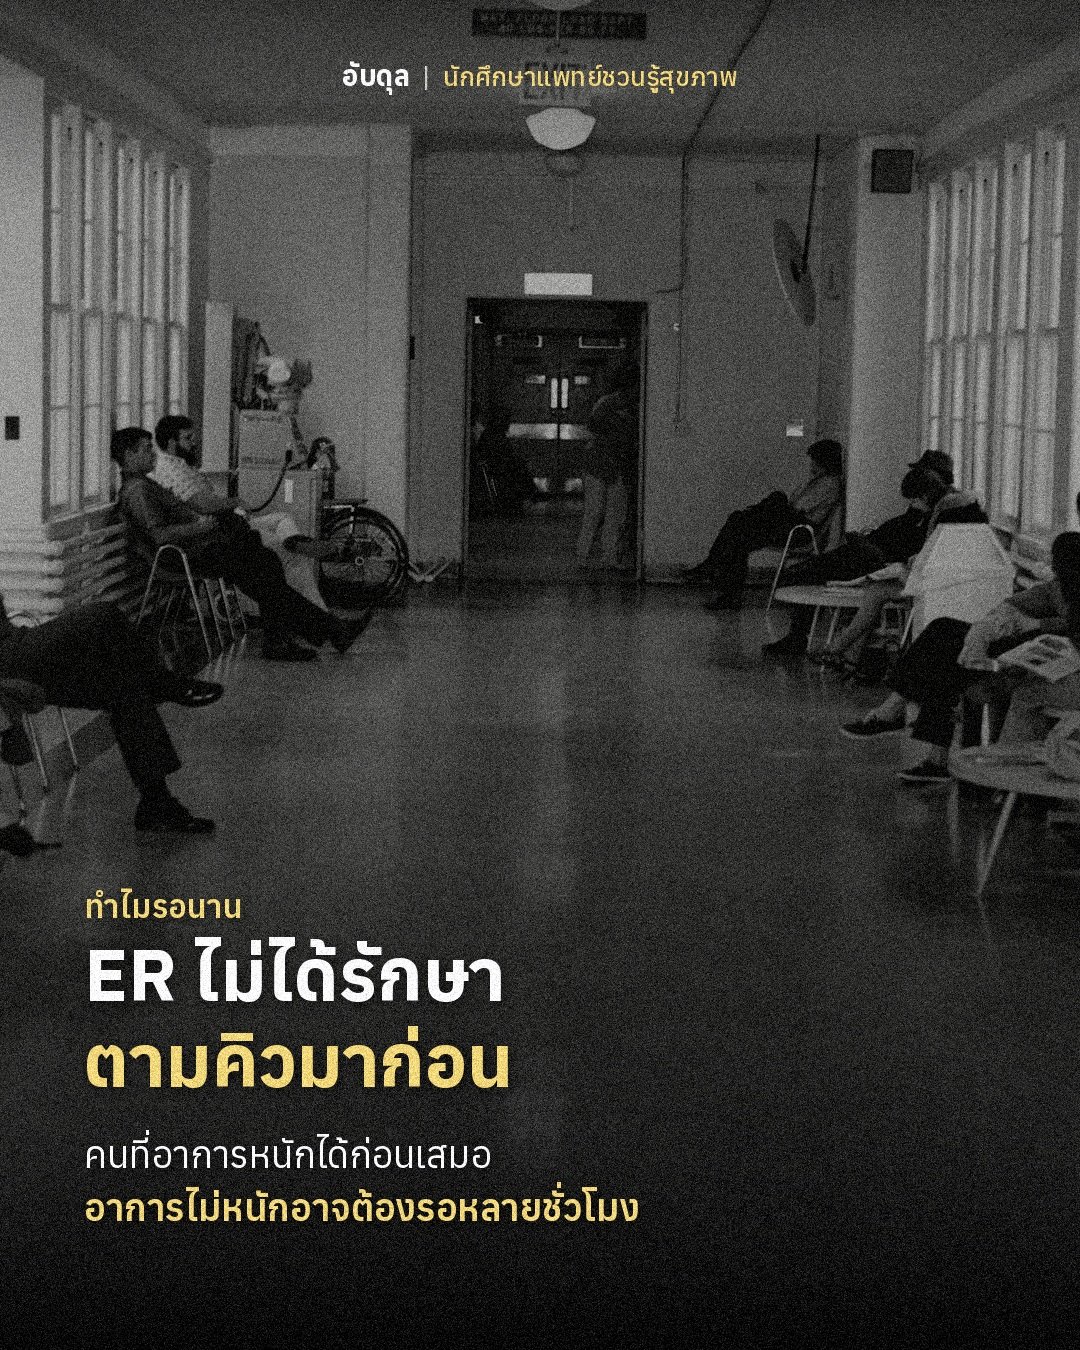 อับดุล | นักศึกษาแพทย์ชวนรู้สุขภาพ
ทำไมรอนาน
ER ไม่ได้รักษา
ตามคิวมาก่อน
คนที่อาการหนักได้ก่อนเสมอ
อาการไม่หนักอาจต้องรอหลายชั่วโมง